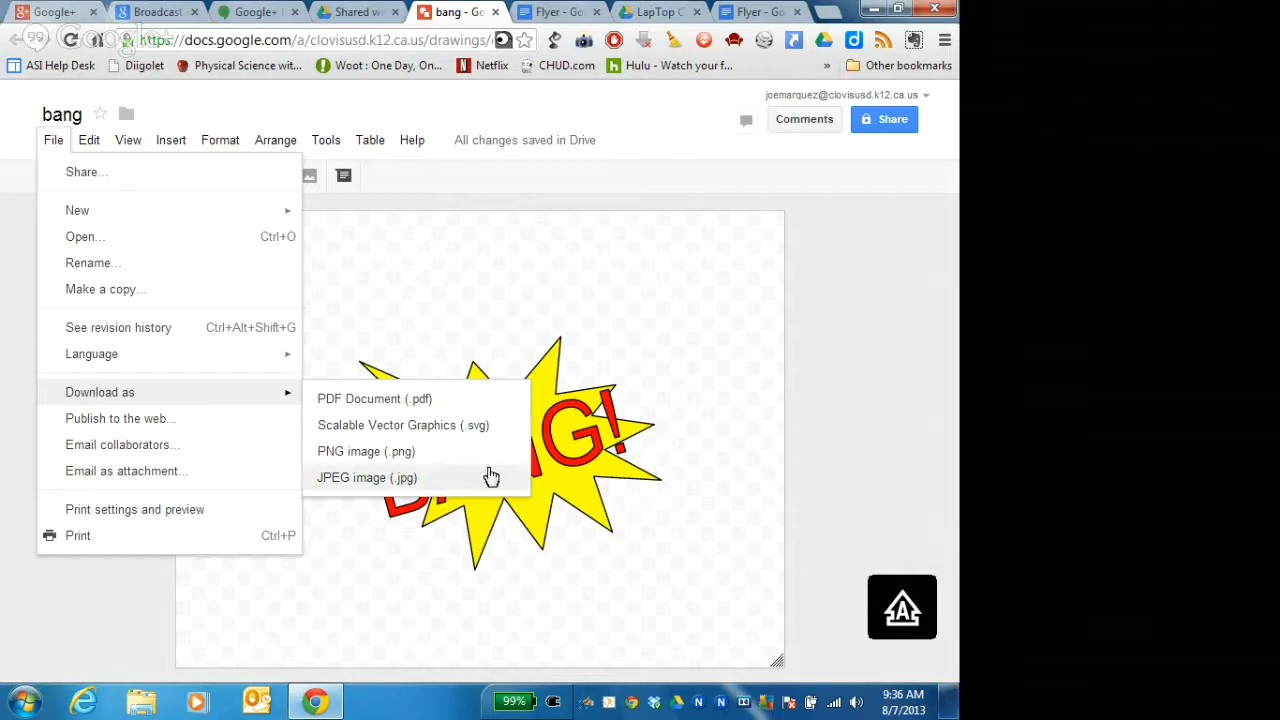 Google+
Broadcast
Google+
Shared w
bang - Go
Flyer - Go
LapTop C
Flyer - Go
https://docs.google.com/a/clovisusd.k12.ca.us/drawings/
ASI Help Desk
Diigolet
Physical Science wit...
Woot : One Day, On...
Netflix
CHUD.com
Hulu - Watch your f...
»
Other bookmarks
joemarquez@clovisusd.k12.ca.us
bang
Comments
Share
File Edit View Insert Format Arrange Tools Table Help All changes saved in Drive
Share...
New
Open... Ctrl+O
Rename...
Make a copy...
See revision history Ctrl+Alt+Shift+G
Language
Download as
Publish to the web...
Email collaborators...
Email as attachment...
Print settings and preview
Print Ctrl+P
PDF Document (.pdf)
Scalable Vector Graphics (.svg)
PNG image (.png)
JPEG image (.jpg)
A
99%
9:36 AM
8/7/2013